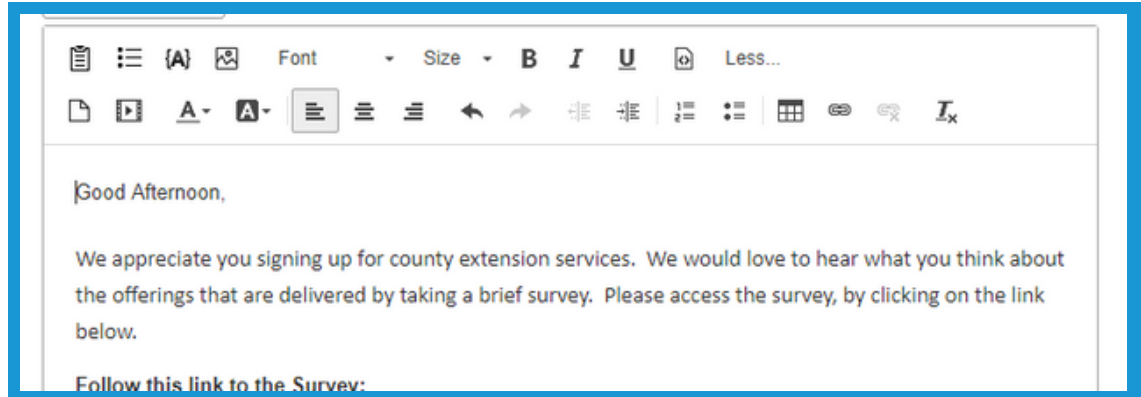 {A} Font Size B I U Less...
A A Tx
Good Afternoon,
We appreciate you signing up for county extension services.  We would love to hear what you think about
the offerings that are delivered by taking a brief survey.  Please access the survey, by clicking on the link
below.
Follow this link to the Survey: